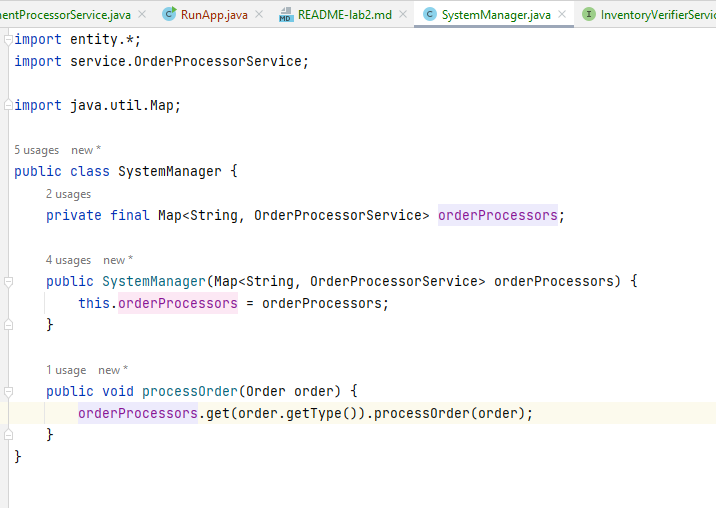 nentProcessorService.java RunApp.java README-lab2.md SystemManager.java InventoryVerifierServic
import entity.*;
import service.OrderProcessorService;
import java.util.Map;
5 usages new *
public class SystemManager {
2 usages
private final Map<String, OrderProcessorService> orderProcessors;
4 usages new *
public SystemManager(Map<String, OrderProcessorService> orderProcessors) {
this.orderProcessors = orderProcessors;
}
1 usage new *
public void processOrder(Order order) {
orderProcessors.get(order.getType()).processOrder(order);
}
}